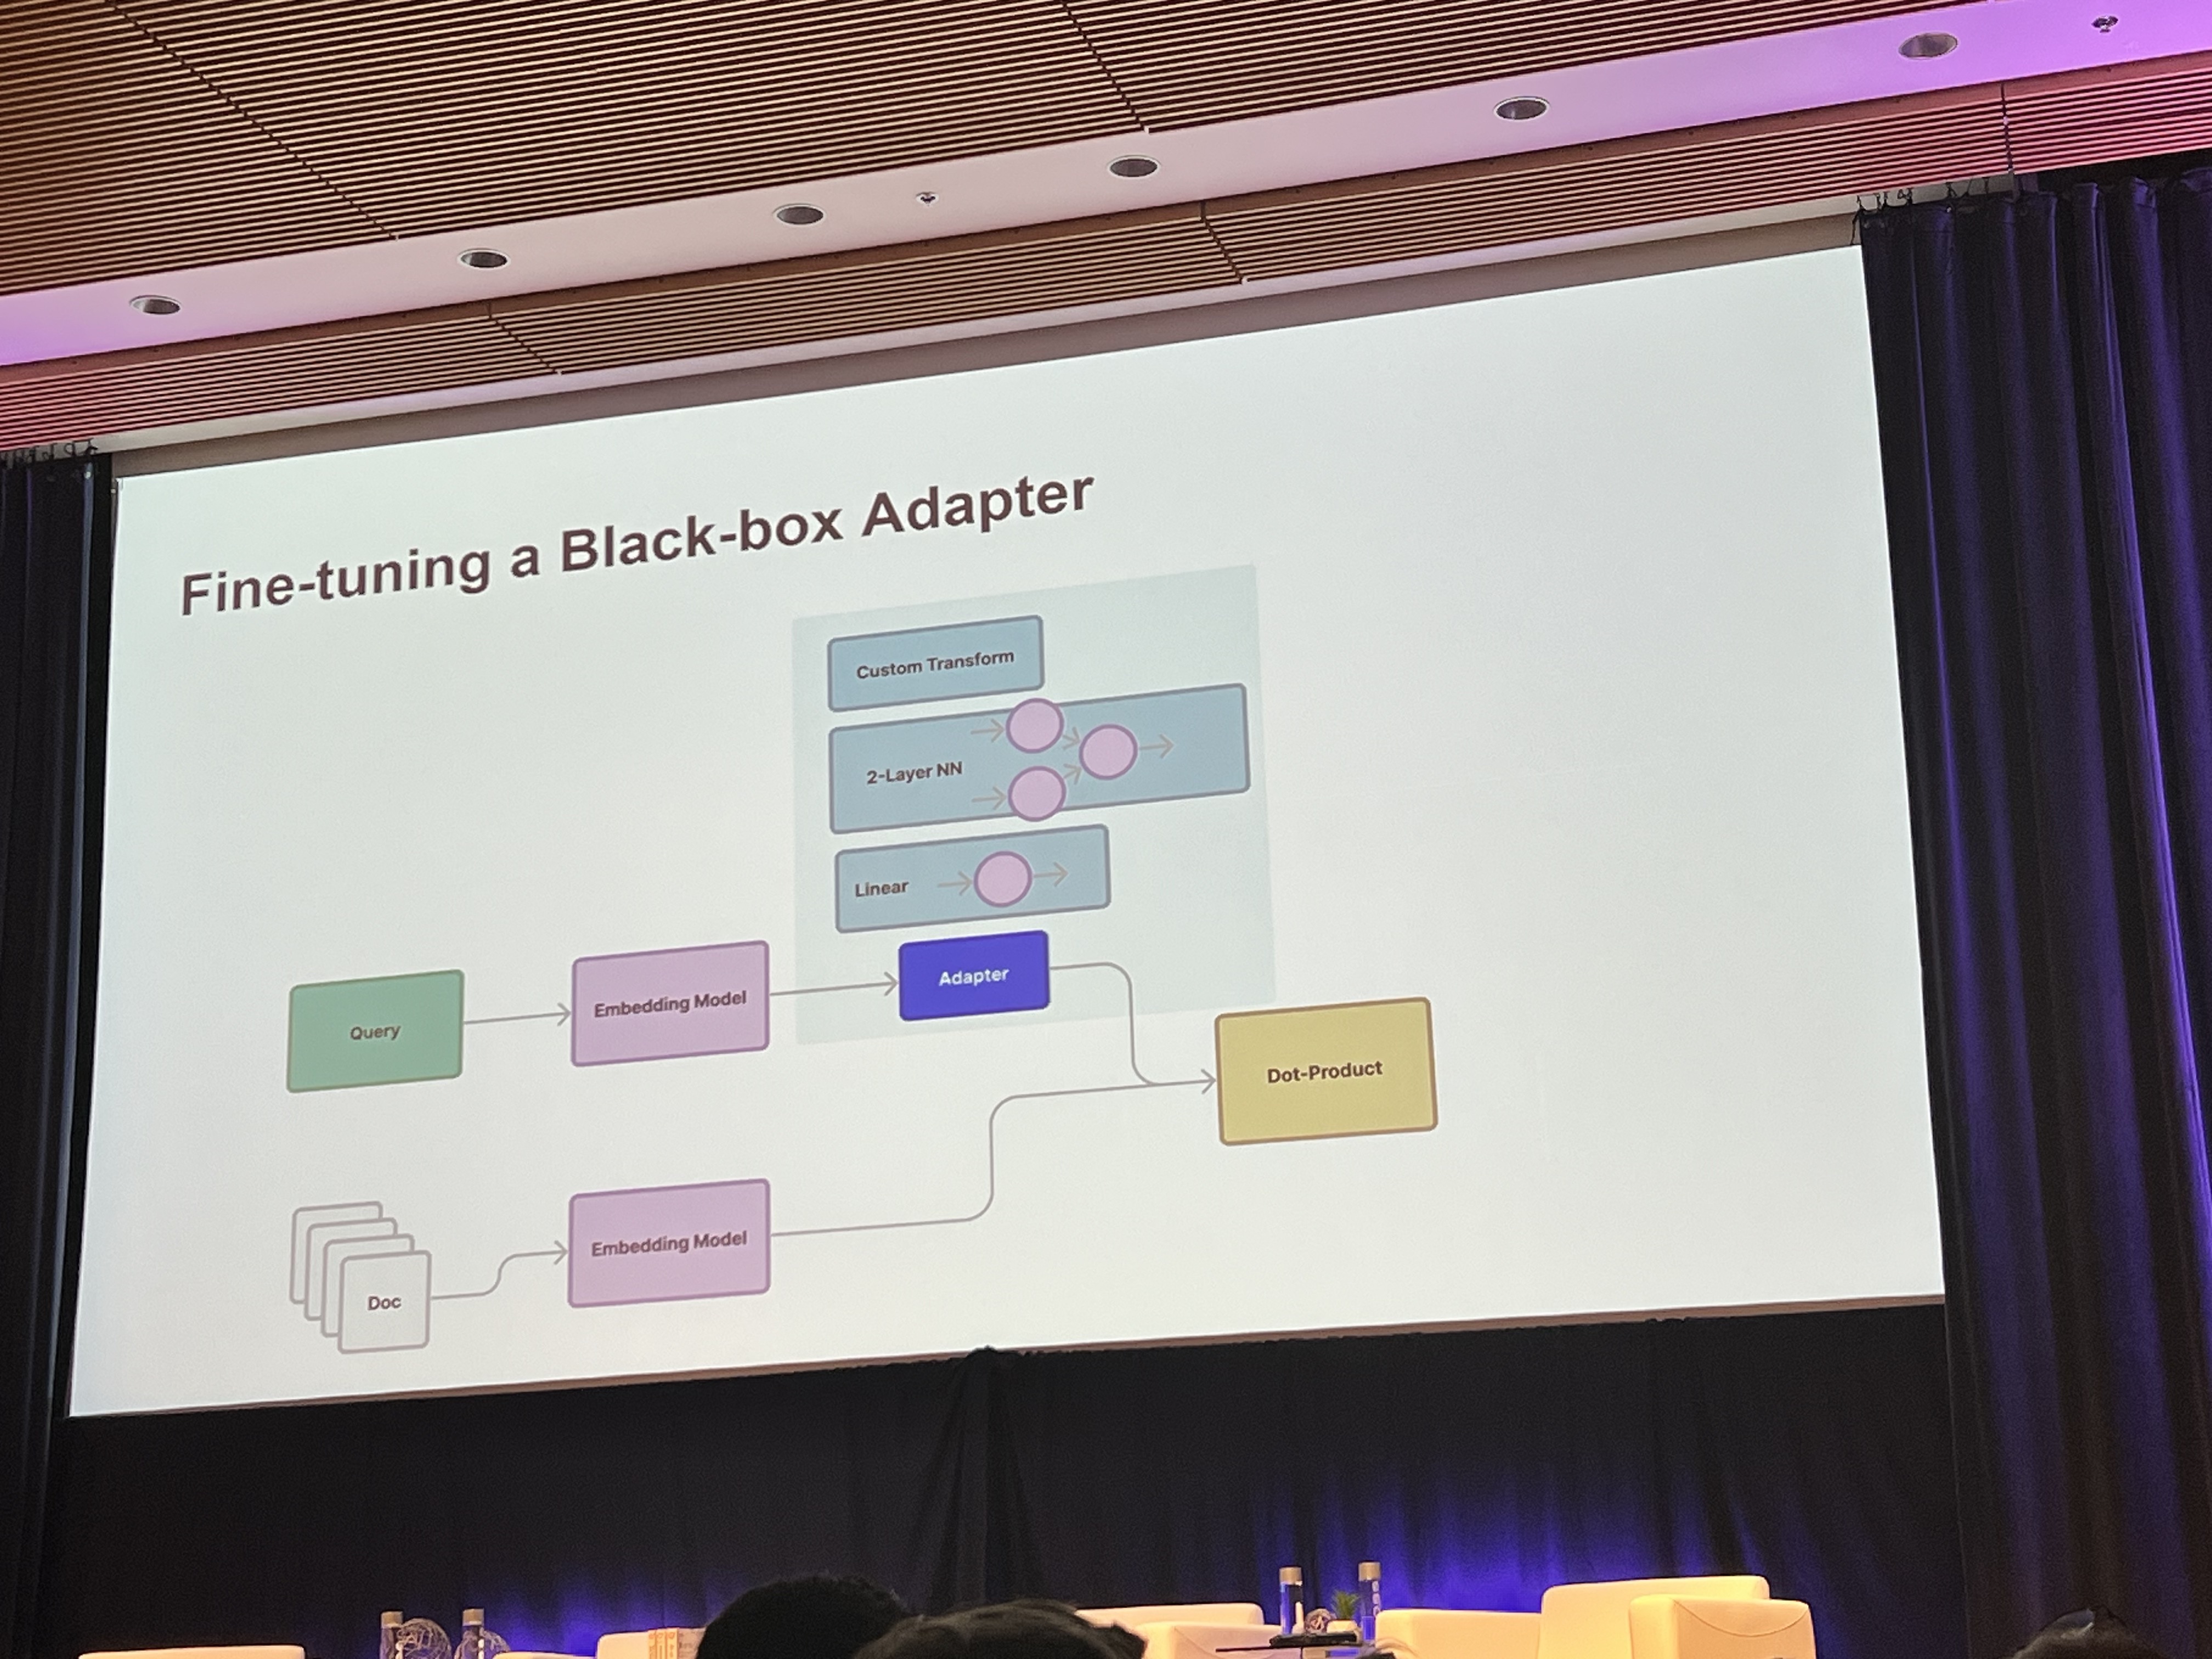 Fine-tuning a Black-box Adapter
Custom Transform
2-Layer NN
Linear
Adapter
Query
Embedding Model
Dot-Product
Doc
Embedding Model